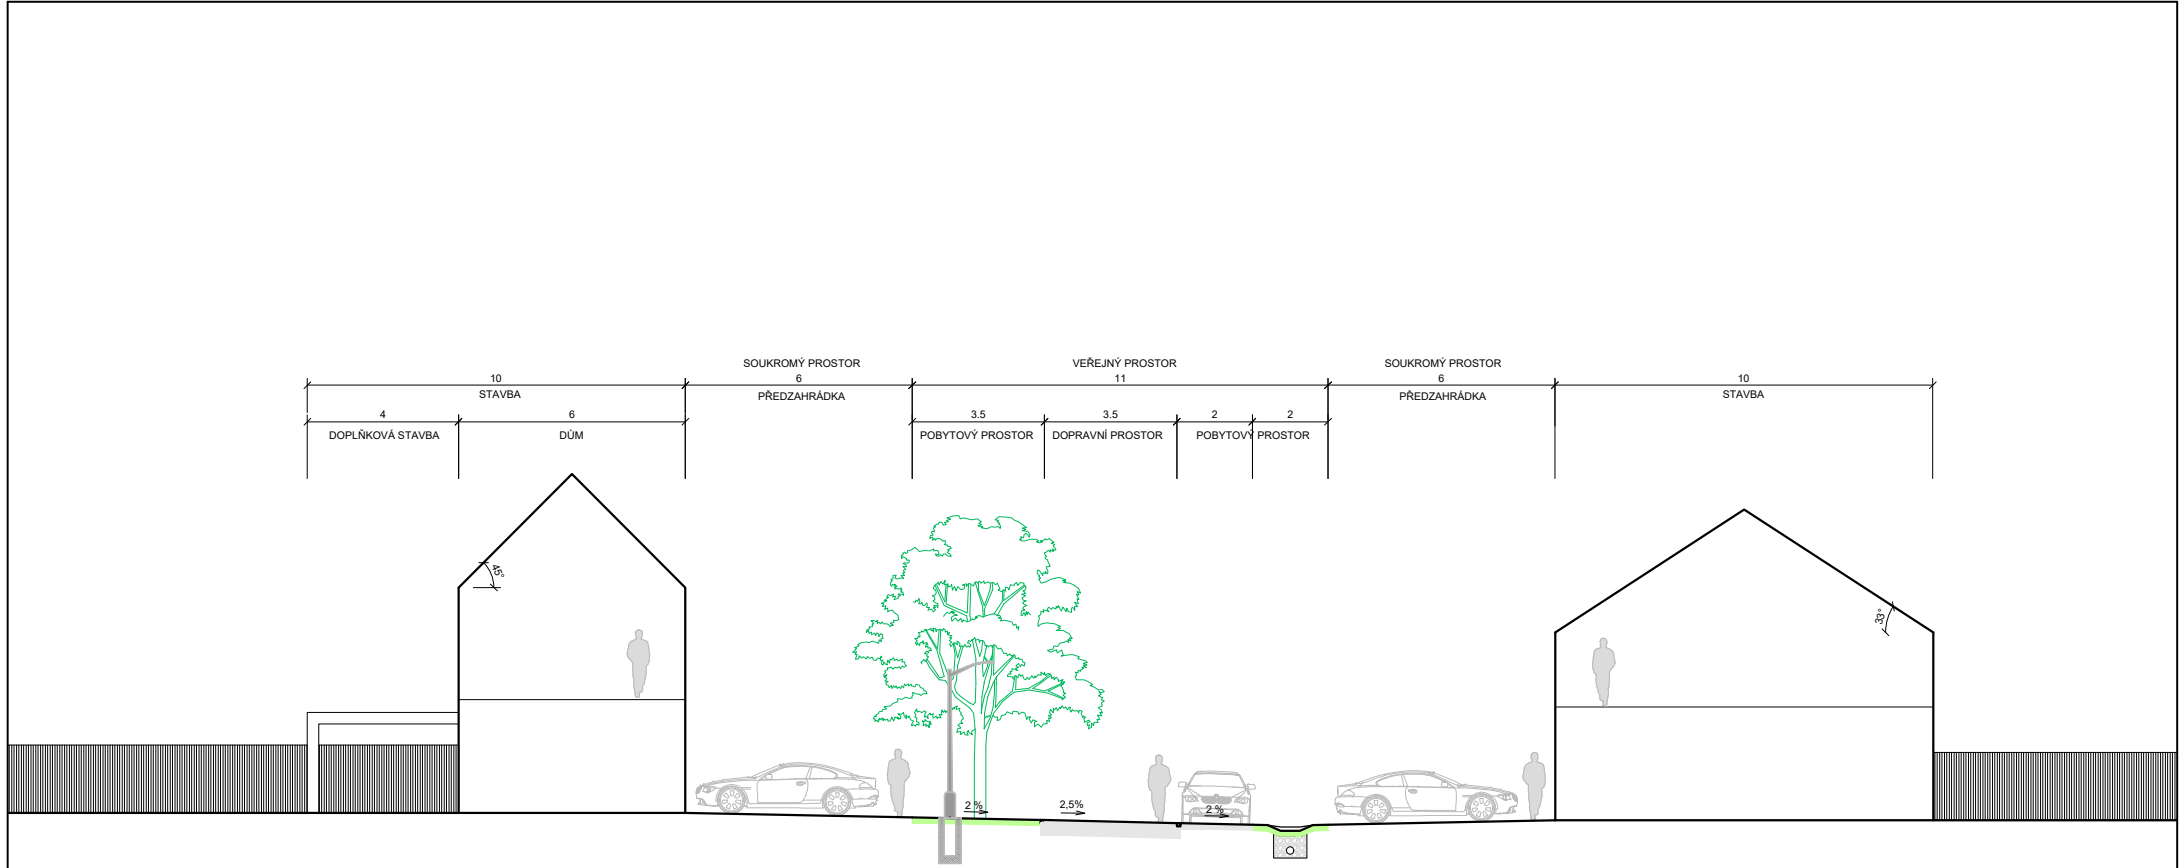 SOUKROMÝ PROSTOR VEŘEJNÝ PROSTOR SOUKROMÝ PROSTOR
10 6 11 6 10
STAVBA PŘEDZAHRÁDKA PŘEDZAHRÁDKA STAVBA
4 6 3.5 3.5 2 2
DOPLŇKOVÁ STAVBA DŮM POBYTOVÝ PROSTOR DOPRAVNÍ PROSTOR POBYTOVÝ PROSTOR
45°
33°
2 % 2,5% 2 %